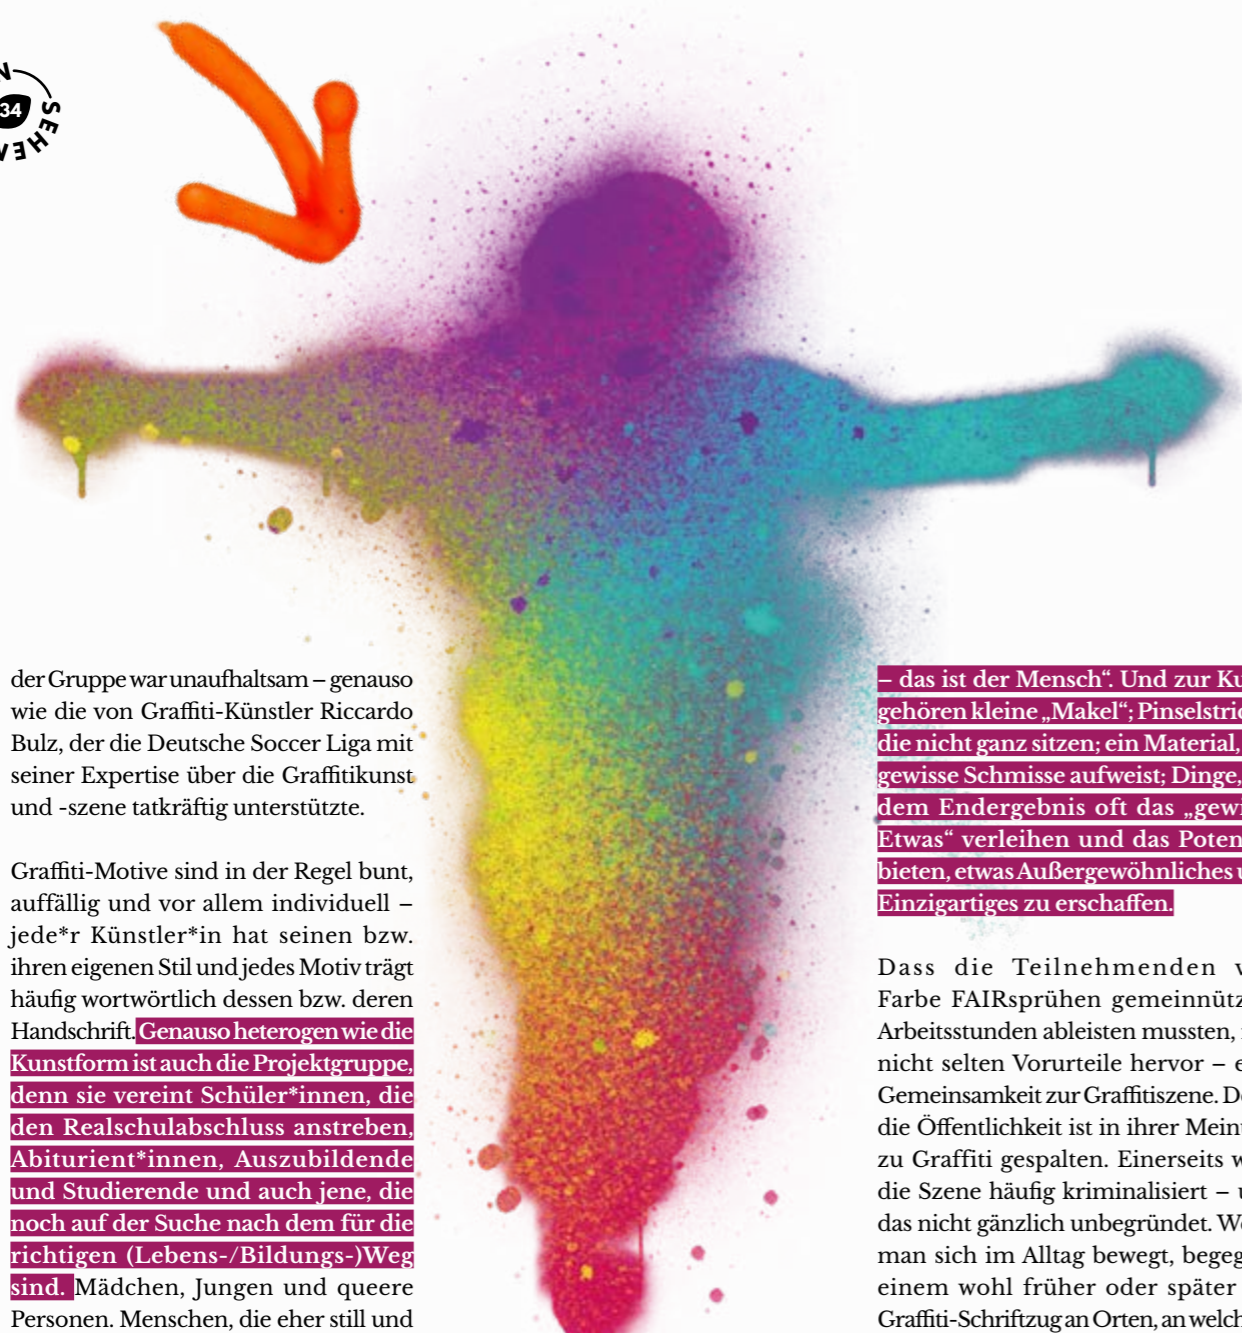 34
SEHEN
der Gruppe war unaufhaltsam – genauso
wie die von Graffiti-Künstler Riccardo
Bulz, der die Deutsche Soccer Liga mit
seiner Expertise über die Graffitikunst
und -szene tatkräftig unterstützte.
Graffiti-Motive sind in der Regel bunt,
auffällig und vor allem individuell –
jede*r Künstler*in hat seinen bzw.
ihren eigenen Stil und jedes Motiv trägt
häufig wortwörtlich dessen bzw. deren
Handschrift. Genauso heterogen wie die
Kunstform ist auch die Projektgruppe,
denn sie vereint Schüler*innen, die
den Realschulabschluss anstreben,
Abiturient*innen, Auszubildende
und Studierende und auch jene, die
noch auf der Suche nach dem für die
richtigen (Lebens-/Bildungs-)Weg
sind. Mädchen, Jungen und queere
Personen. Menschen, die eher still und
– das ist der Mensch“. Und zur
gehören kleine „Makel“;
die nicht ganz sitzen; ein Material,
gewisse Schmisse aufweist; Dinge,
dem Endergebnis oft das
Etwas“ verleihen und das
bieten, etwas Außergewöhnliches
Einzigartiges zu erschaffen.
Dass die Teilnehmenden
Farbe FAIRsprühen
Arbeitsstunden ableisten mussten,
nicht selten Vorurteile hervor –
Gemeinsamkeit zur Graffitiszene.
die Öffentlichkeit ist in ihrer
zu Graffiti gespalten. Einerseits
die Szene häufig kriminalisiert –
das nicht gänzlich unbegründet.
man sich im Alltag bewegt,
einem wohl früher oder später
Graffiti-Schriftzug an Orten, an